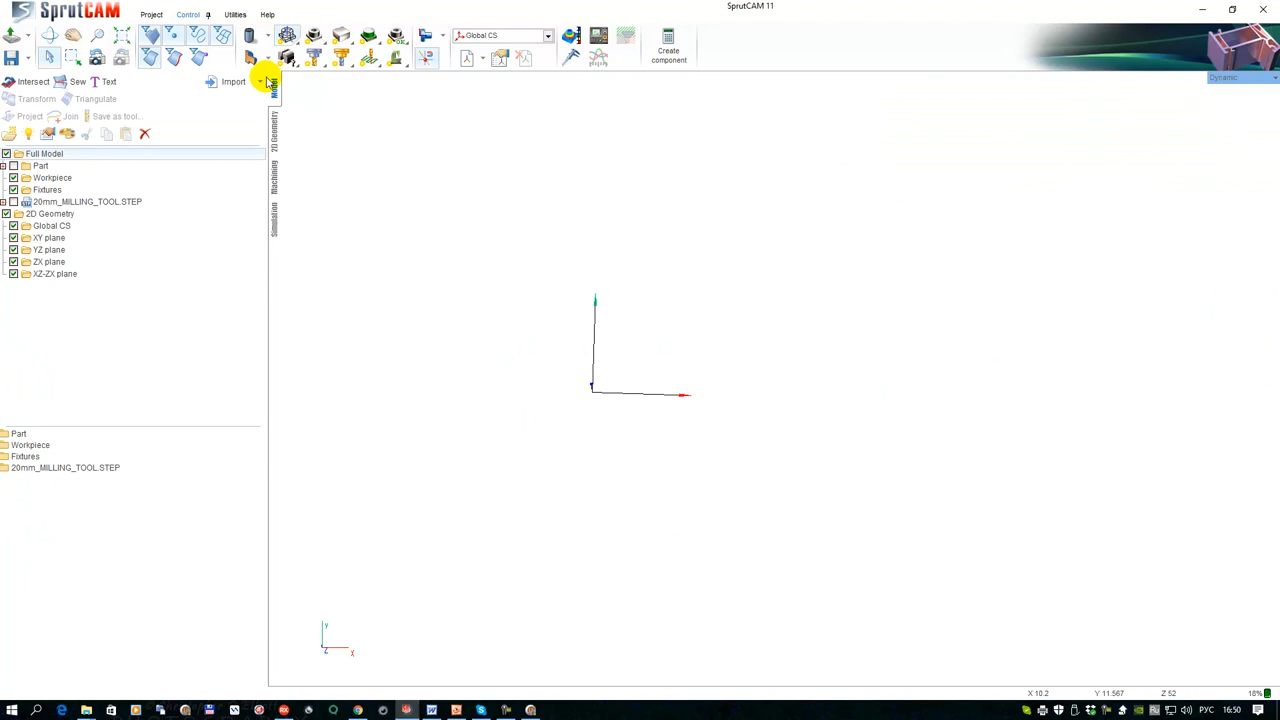 SprutCAM
Project Control Utilities Help
SprutCAM 11
Global CS
Create component
Dynamic
Intersect Sew Text Import
Transform Triangulate
Project Join Save as tool...
Full Model
Part
Workpiece
Fixtures
20mm_MILLING_TOOL.STEP
2D Geometry
Global CS
XY plane
YZ plane
ZX plane
XZ-ZX plane
Model
2D Geometry
Machining
Simulation
Part
Workpiece
Fixtures
20mm_MILLING_TOOL.STEP
Y
Z X
X 10.2 Y 11.567 Z 52 18%
РУС 16:50